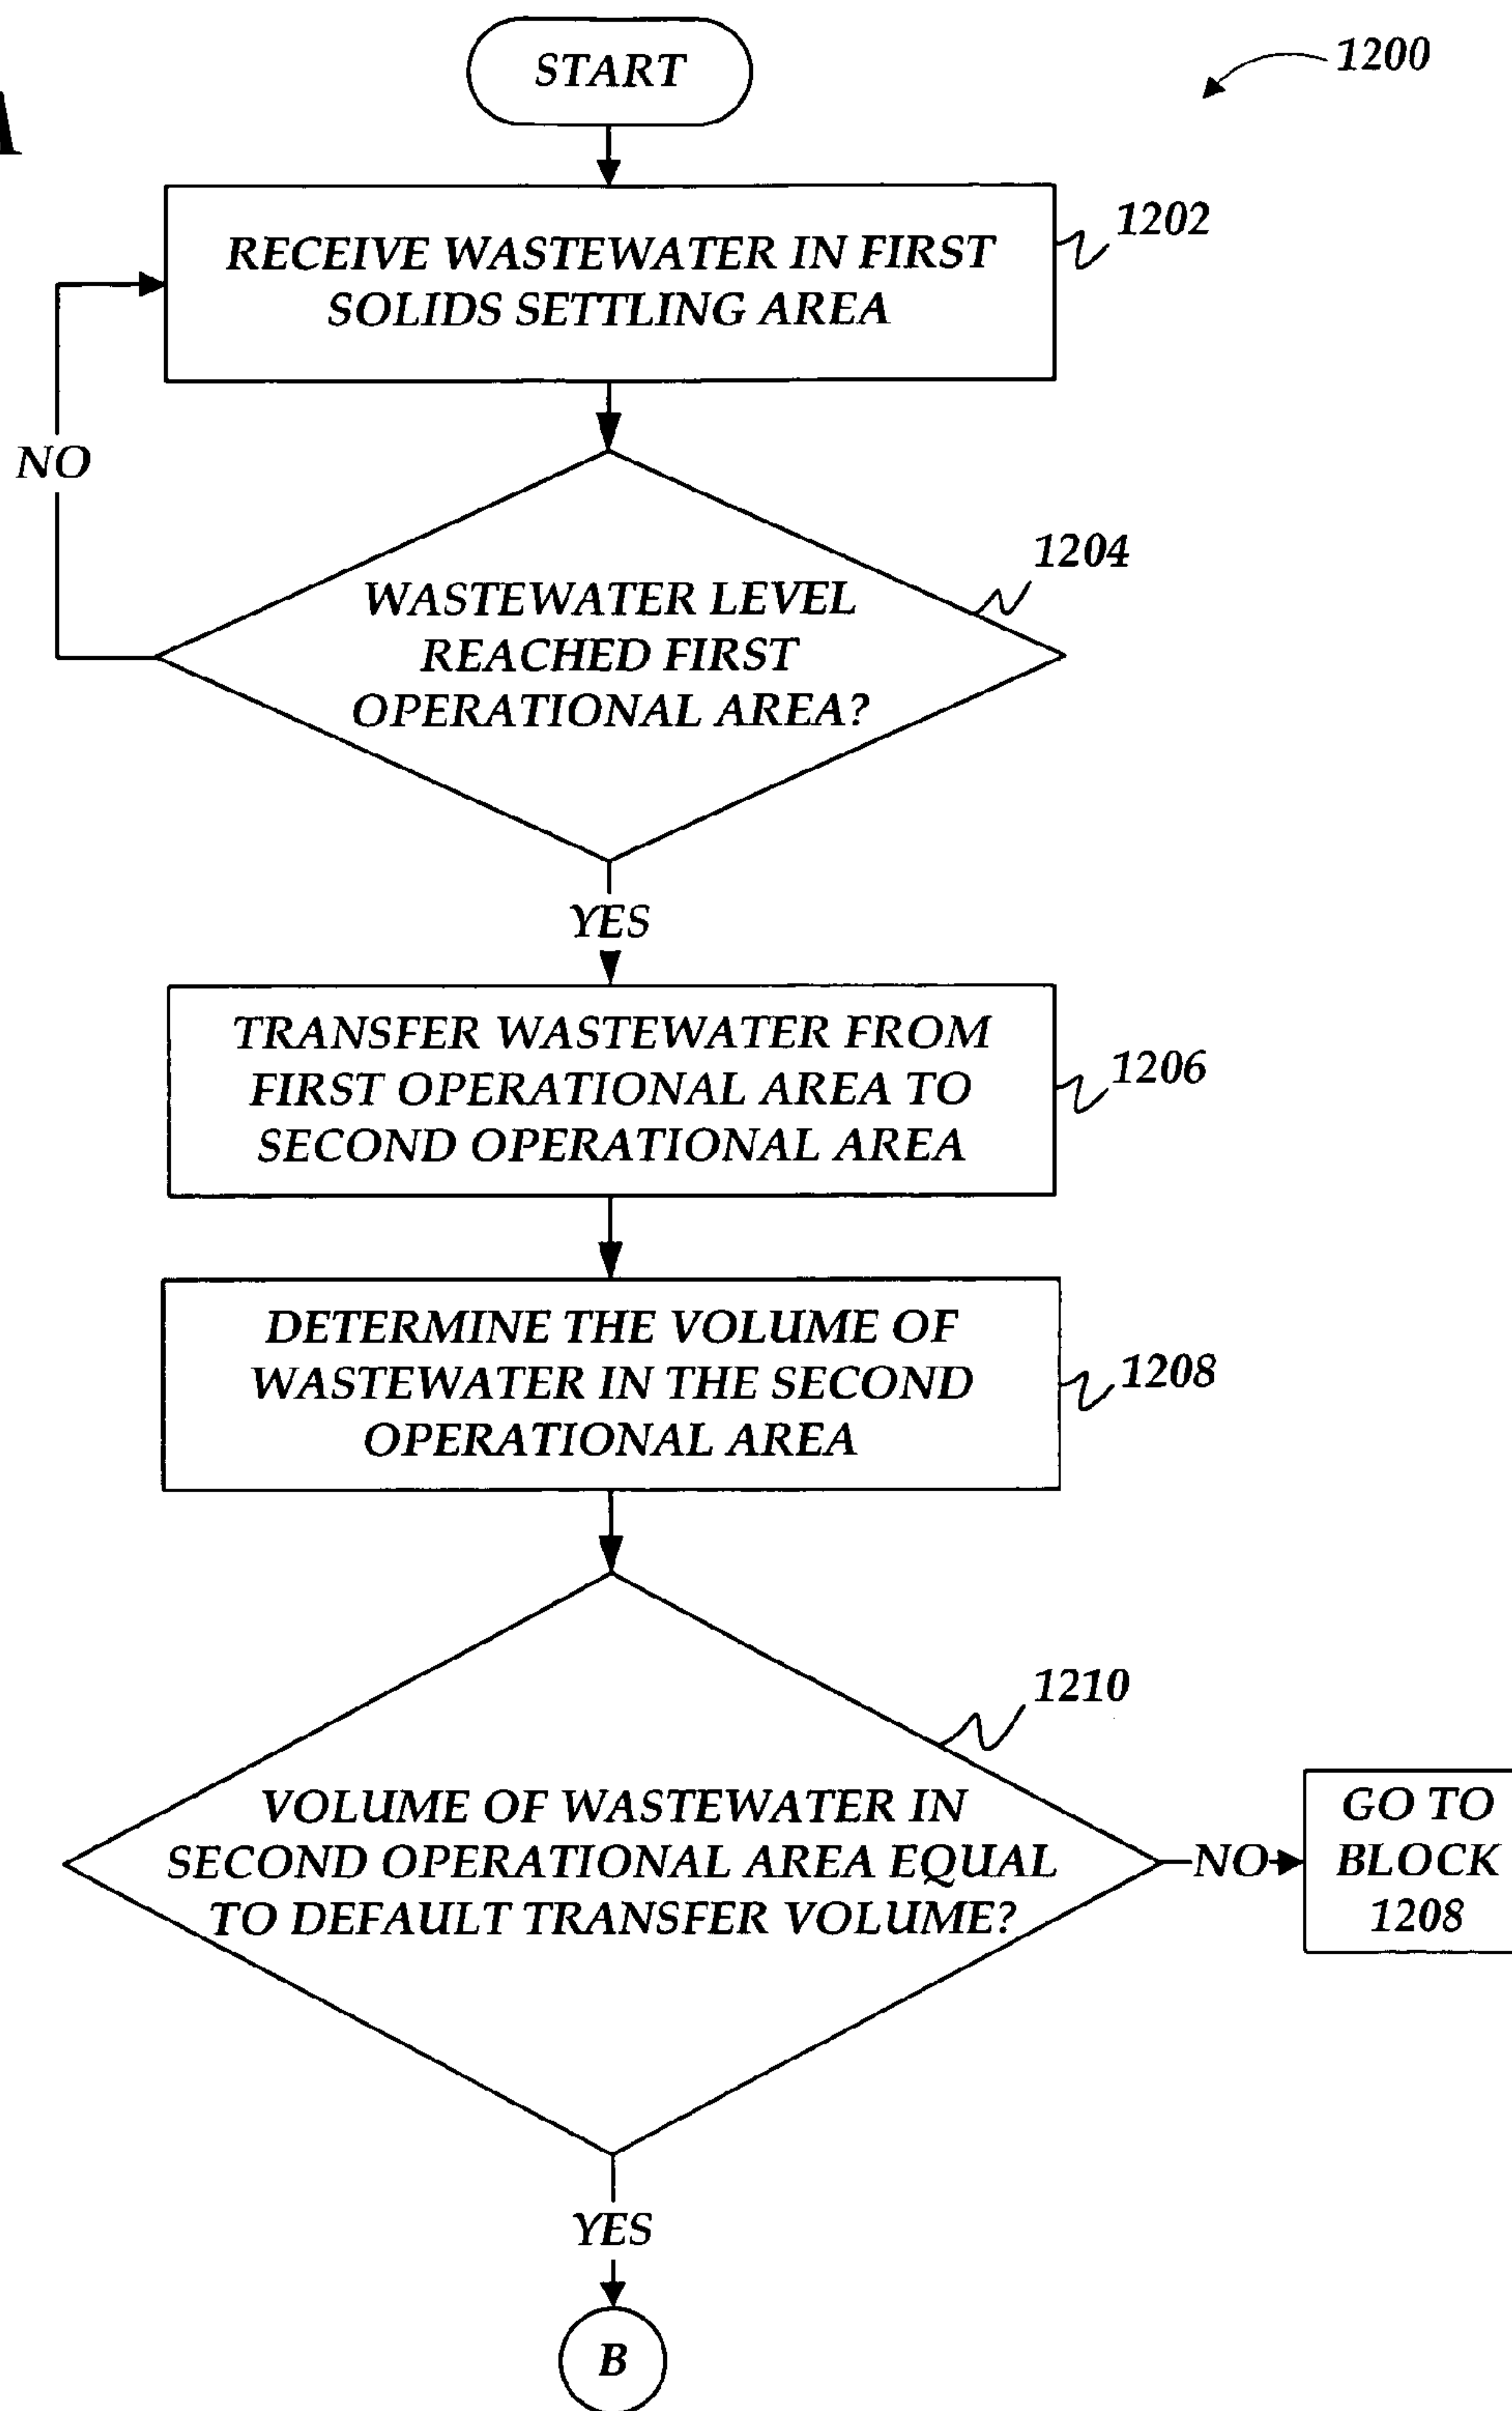 A
START
1200
1202
RECEIVE WASTEWATER IN FIRST
SOLIDS SETTLING AREA
NO
1204
WASTEWATER LEVEL
REACHED FIRST
OPERATIONAL AREA?
YES
TRANSFER WASTEWATER FROM
FIRST OPERATIONAL AREA TO
SECOND OPERATIONAL AREA
1206
DETERMINE THE VOLUME OF
WASTEWATER IN THE SECOND
OPERATIONAL AREA
1208
1210
VOLUME OF WASTEWATER IN
SECOND OPERATIONAL AREA EQUAL
TO DEFAULT TRANSFER VOLUME?
NO
GO TO
BLOCK
1208
YES
B